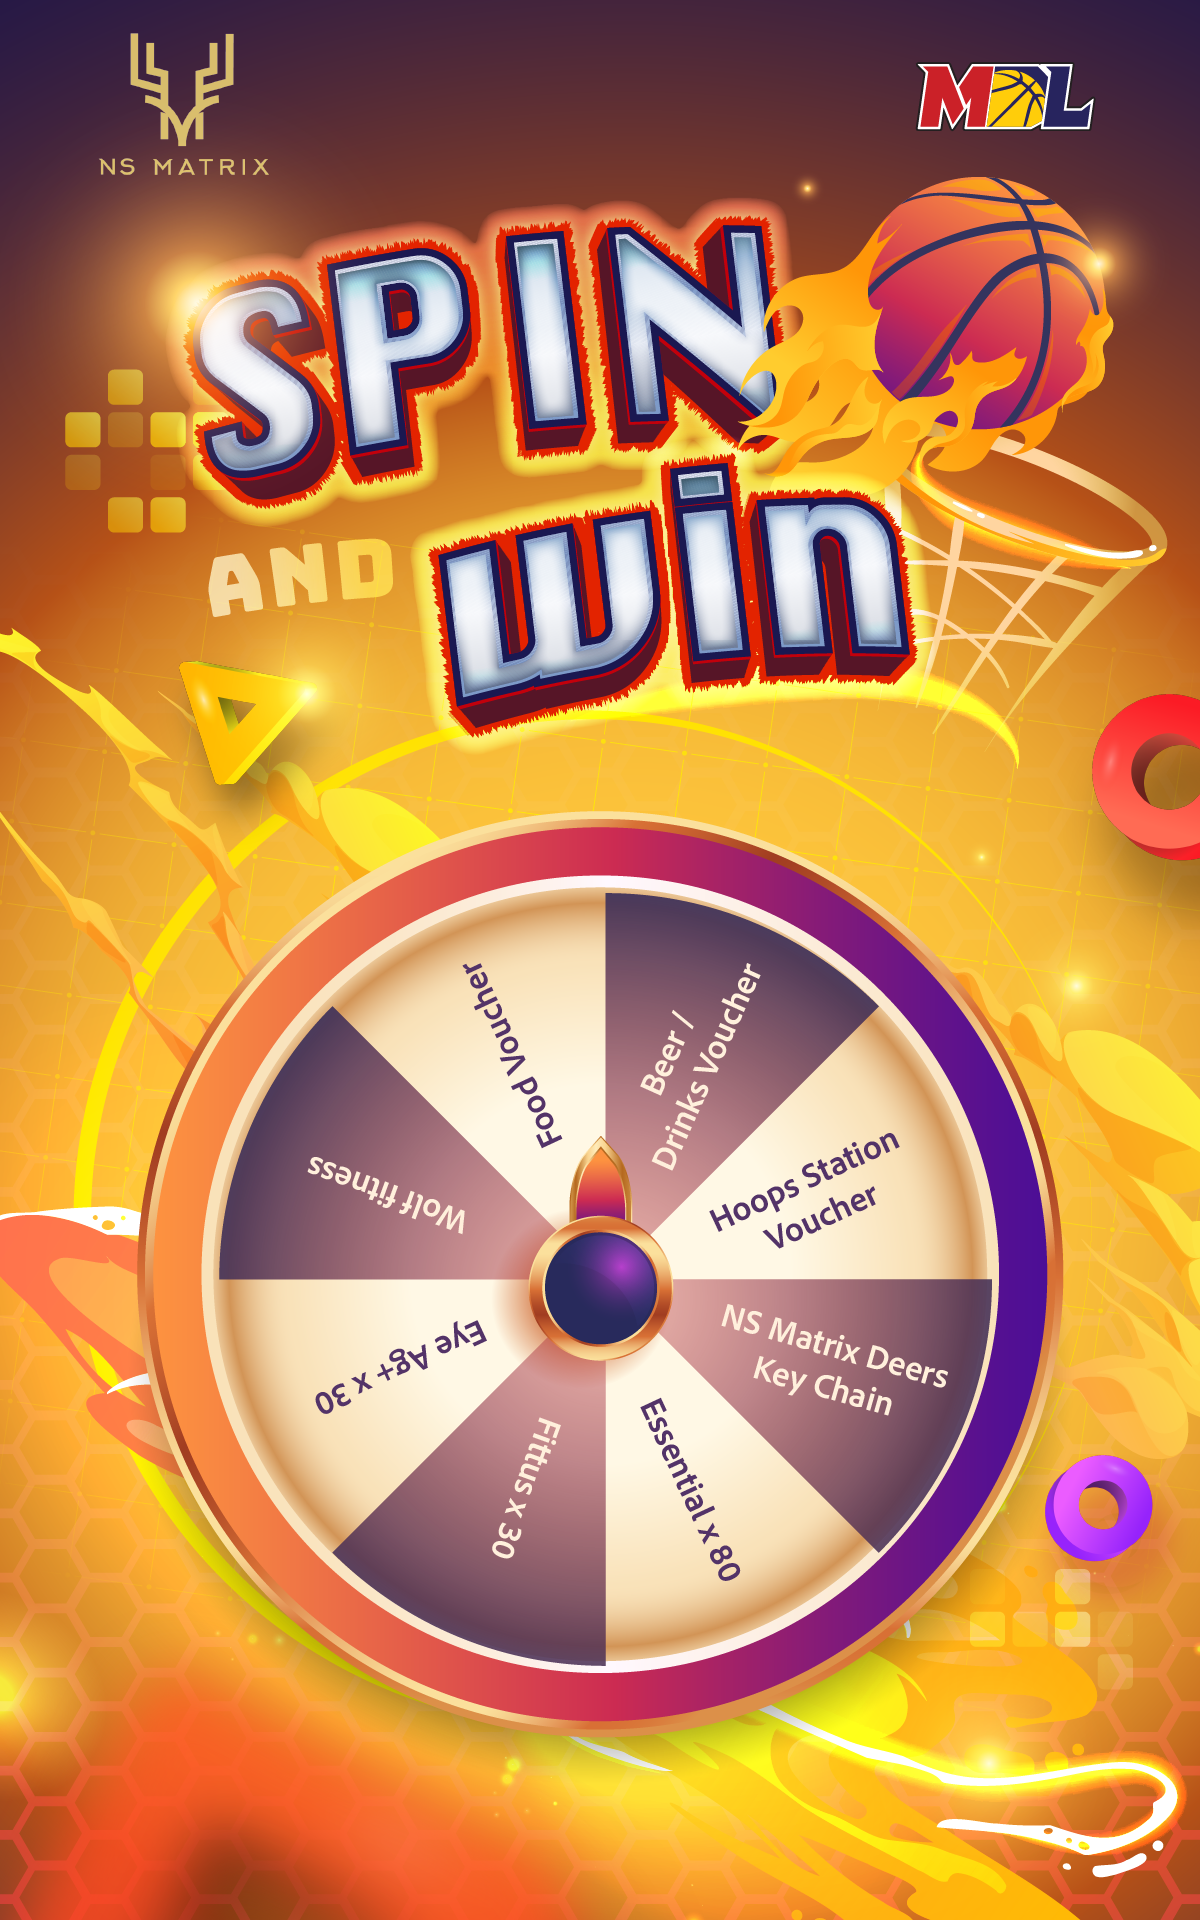 NS MATRIX
MBL
SPIN
AND
win
Beer /
Drinks Voucher
Hoops Station
Voucher
NS Matrix Deers
Key Chain
Essential x 80
Fittus x 30
Eye Ag+ x 30
Wolf fitness
Food Voucher